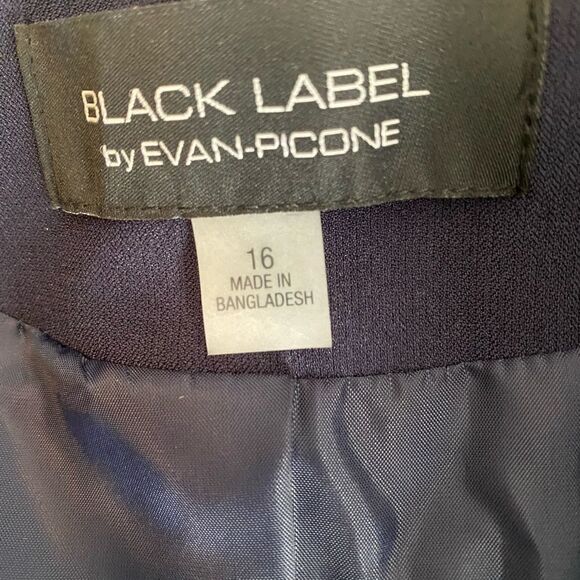 BLACK LABEL
by EVAN-PICONE
16
MADE IN
BANGLADESH